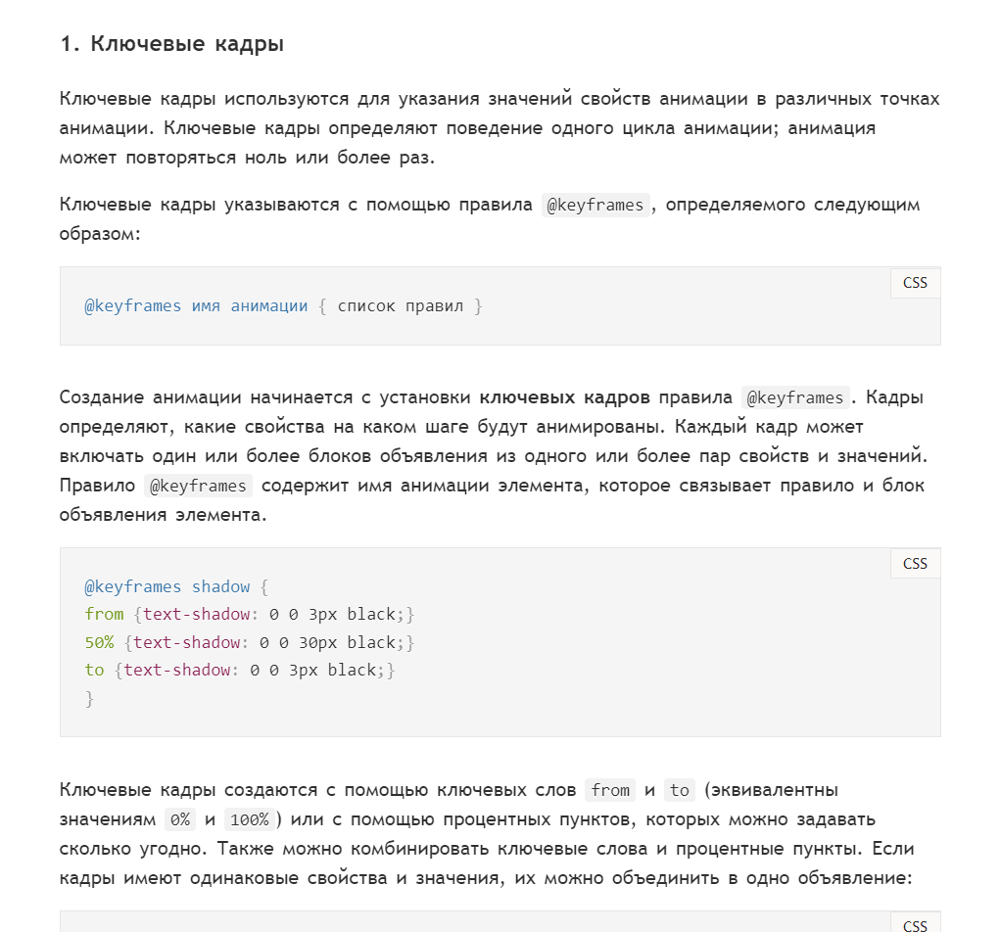 1. Ключевые кадры
Ключевые кадры используются для указания значений свойств анимации в различных точках
анимации. Ключевые кадры определяют поведение одного цикла анимации; анимация
может повторяться ноль или более раз.
Ключевые кадры указываются с помощью правила @keyframes, определяемого следующим
образом:
CSS
@keyframes имя анимации { список правил }
Создание анимации начинается с установки ключевых кадров правила @keyframes. Кадры
определяют, какие свойства на каком шаге будут анимированы. Каждый кадр может
включать один или более блоков объявления из одного или более пар свойств и значений.
Правило @keyframes содержит имя анимации элемента, которое связывает правило и блок
объявления элемента.
CSS
@keyframes shadow {
from {text-shadow: 0 0 3px black;}
50% {text-shadow: 0 0 30px black;}
to {text-shadow: 0 0 3px black;}
}
Ключевые кадры создаются с помощью ключевых слов from и to (эквивалентны
значениям 0% и 100%) или с помощью процентных пунктов, которых можно задавать
сколько угодно. Также можно комбинировать ключевые слова и процентные пункты. Если
кадры имеют одинаковые свойства и значения, их можно объединить в одно объявление:
CSS